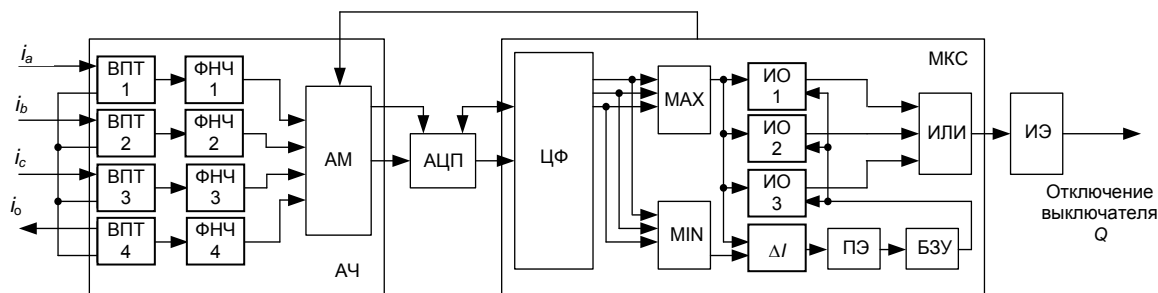 i_a
i_b
i_c
i_o
ВПТ
1
ФНЧ
1
ВПТ
2
ФНЧ
2
ВПТ
3
ФНЧ
3
ВПТ
4
ФНЧ
4
АМ
АЧ
АЦП
ЦФ
МАХ
MIN
ИО
1
ИО
2
ИО
3
ΔI
ПЭ
БЗУ
МКС
ИЛИ
ИЭ
Отключение
выключателя
Q